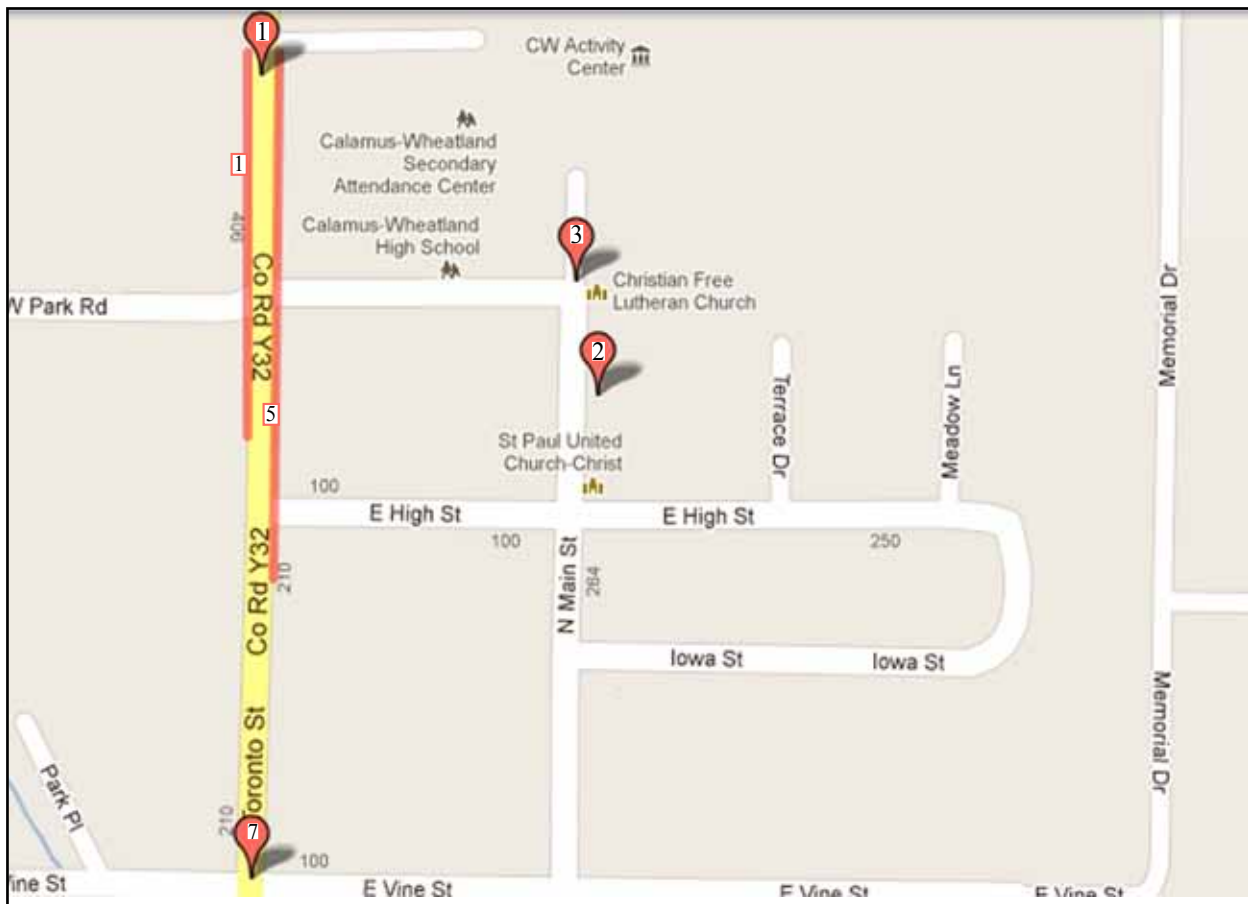 1
CW Activity
Center
Calamus-Wheatland
Secondary
Attendance Center
1
406
Calamus-Wheatland
High School
3
Co Rd Y32
Christian Free
Lutheran Church
W Park Rd
Memorial Dr
2
Terrace Dr
Meadow Ln
5
St Paul United
Church-Christ
100
E High St
100
E High St
250
Co Rd Y32
210
N Main St
264
Iowa St
Iowa St
Memorial Dr
Toronto St
Park Pl
210
7
100
Vine St
E Vine St
E Vine St
E Vine St